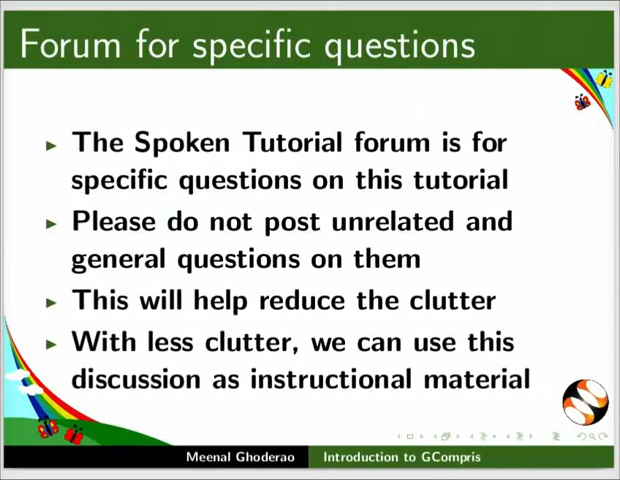 Forum for specific questions
The Spoken Tutorial forum is for
specific questions on this tutorial
Please do not post unrelated and
general questions on them
This will help reduce the clutter
With less clutter, we can use this
discussion as instructional material
Meenal Ghoderao Introduction to GCompris